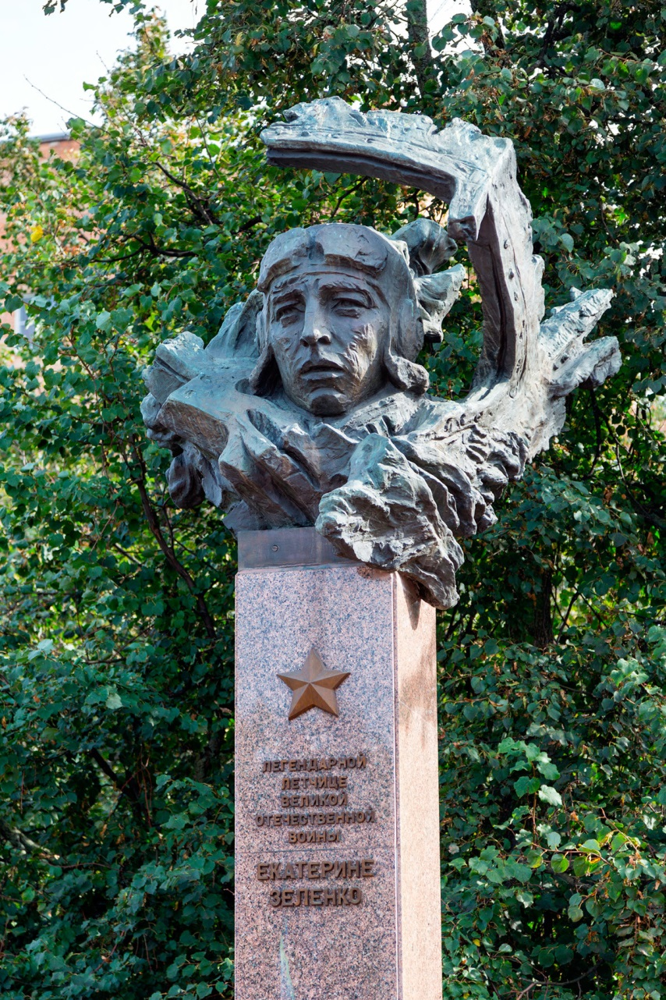 ЛЕГЕНДАРНОЙ
ЛЕТЧИЦЕ
ВЕЛИКОЙ
ОТЕЧЕСТВЕННОЙ
ВОЙНЫ
ЕКАТЕРИНЕ
ЗЕЛЕНКО